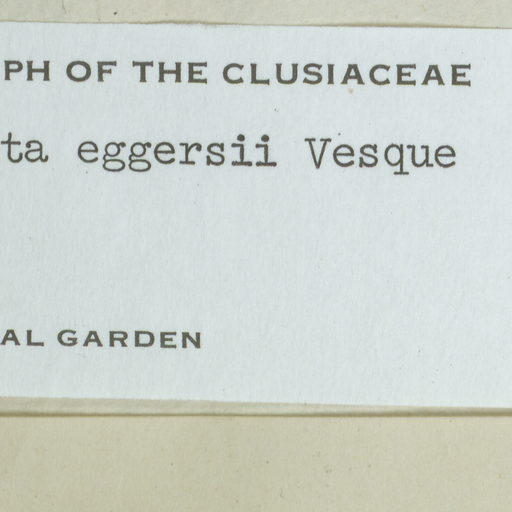 PH OF THE CLUSIACEAE
ta eggersii Vesque
AL GARDEN